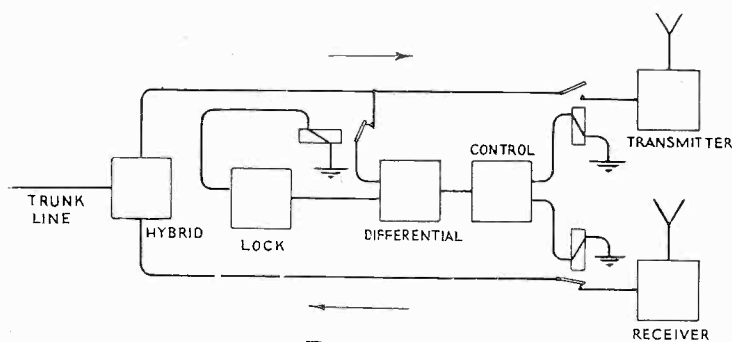 TRANSMITTER
CONTROL
TRUNK
LINE
HYBRID
LOCK
DIFFERENTIAL
RECEIVER